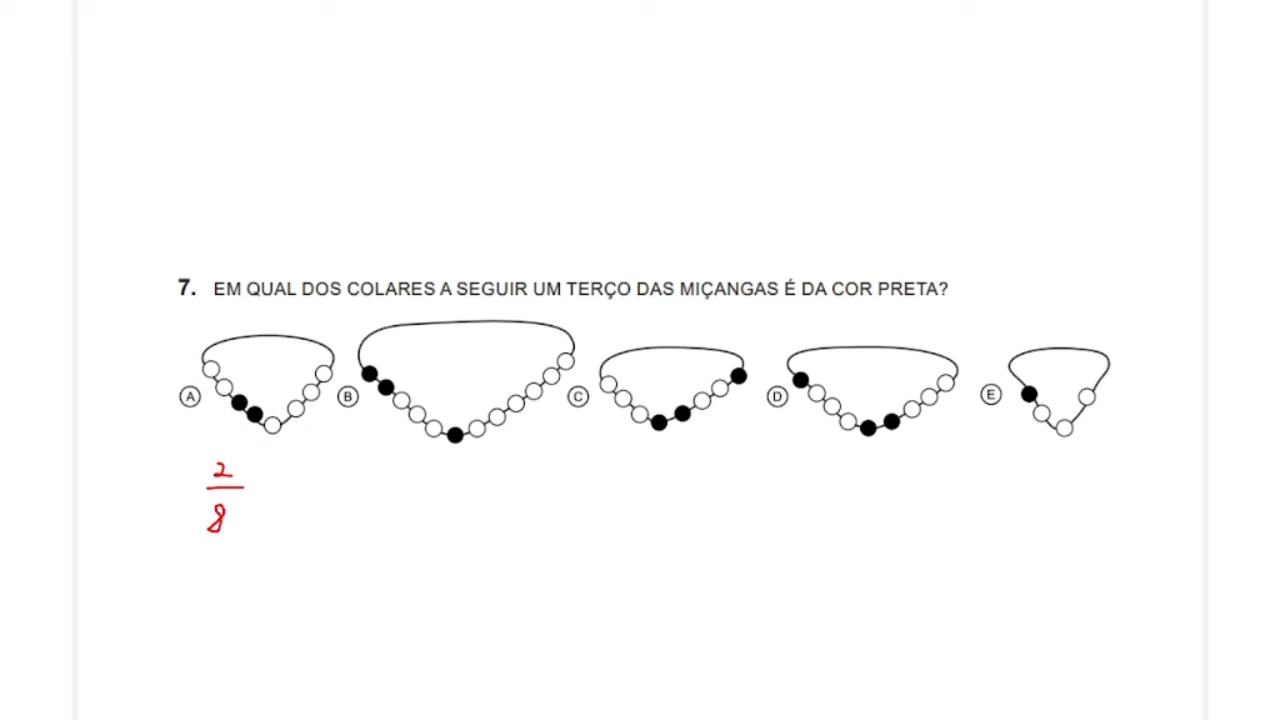 7. EM QUAL DOS COLARES A SEGUIR UM TERÇO DAS MIÇANGAS É DA COR PRETA?
A B C D E
2
8